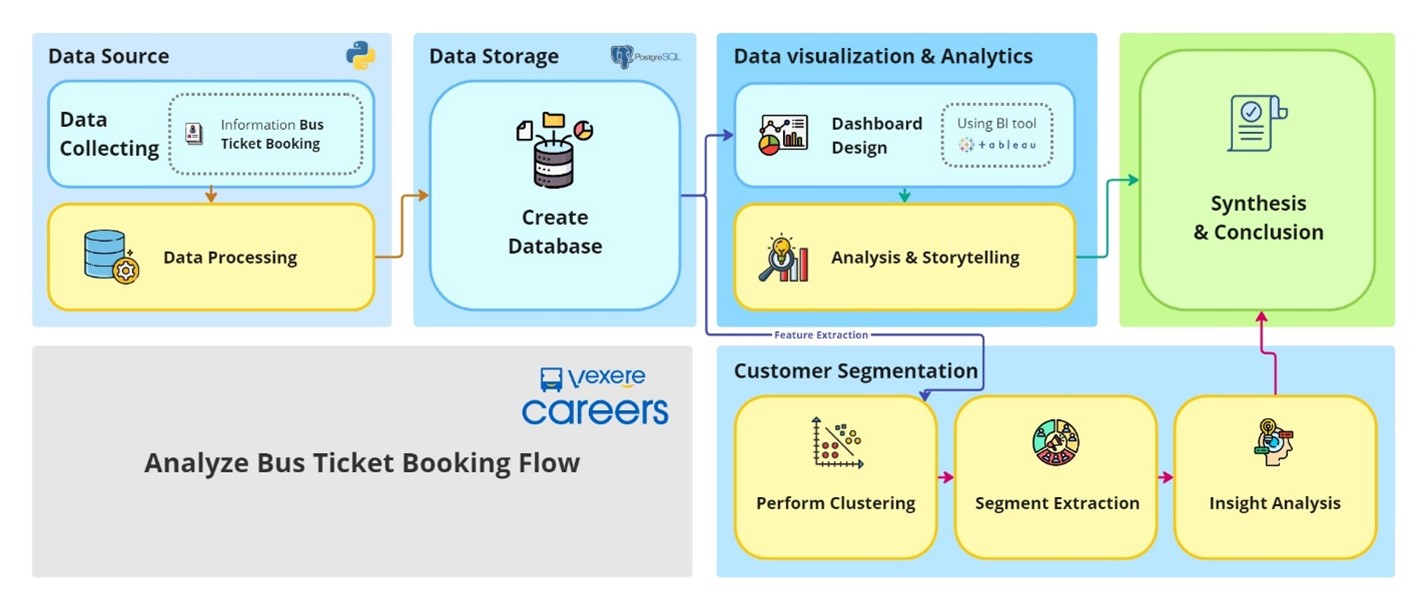 Data Source
Data
Collecting
Information Bus
Ticket Booking
Data Processing
Data Storage
PostgreSQL
Create
Database
Data visualization & Analytics
Dashboard
Design
Using BI tool
+ableau
Analysis & Storytelling
Synthesis
& Conclusion
Feature Extraction
Customer Segmentation
Perform Clustering
Segment Extraction
Insight Analysis
vexere
careers
Analyze Bus Ticket Booking Flow